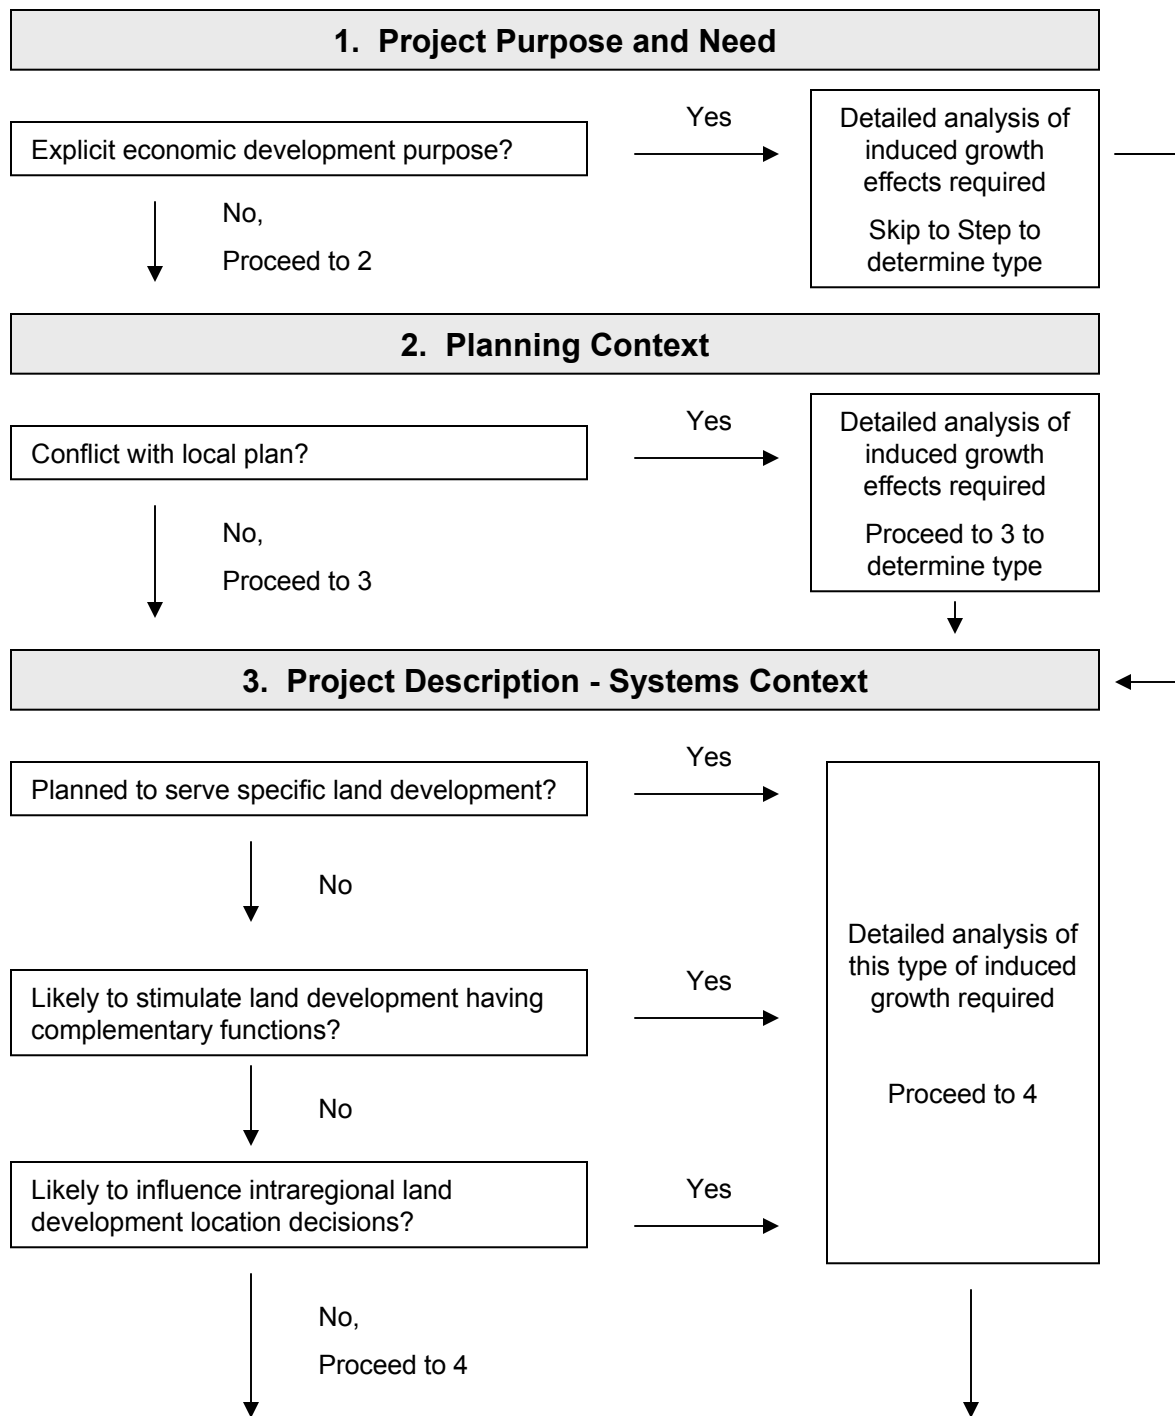 1. Project Purpose and Need
Explicit economic development purpose?
Yes
Detailed analysis of
induced growth
effects required
Skip to Step to
determine type
No,
Proceed to 2
2. Planning Context
Conflict with local plan?
Yes
Detailed analysis of
induced growth
effects required
Proceed to 3 to
determine type
No,
Proceed to 3
3. Project Description - Systems Context
Planned to serve specific land development?
Yes
No
Likely to stimulate land development having
complementary functions?
Yes
No
Likely to influence intraregional land
development location decisions?
Yes
Detailed analysis of
this type of induced
growth required
Proceed to 4
No,
Proceed to 4